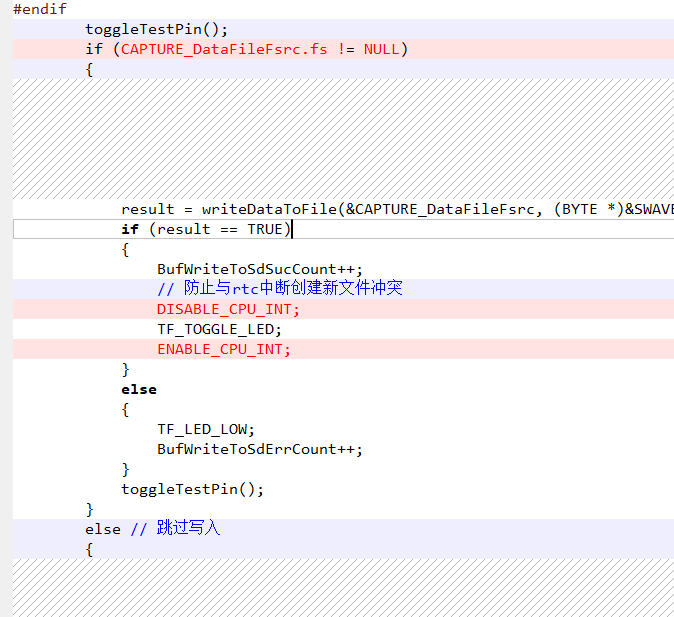 #endif
toggleTestPin();
if (CAPTURE_DataFileFsrc.fs != NULL)
{
result = writeDataToFile(&CAPTURE_DataFileFsrc, (BYTE *)&SWAVE
if (result == TRUE)
{
BufWriteToSdSucCount++;
// 防止与rtc中断创建新文件冲突
DISABLE_CPU_INT;
TF_TOGGLE_LED;
ENABLE_CPU_INT;
}
else
{
TF_LED_LOW;
BufWriteToSdErrCount++;
}
toggleTestPin();
}
else // 跳过写入
{